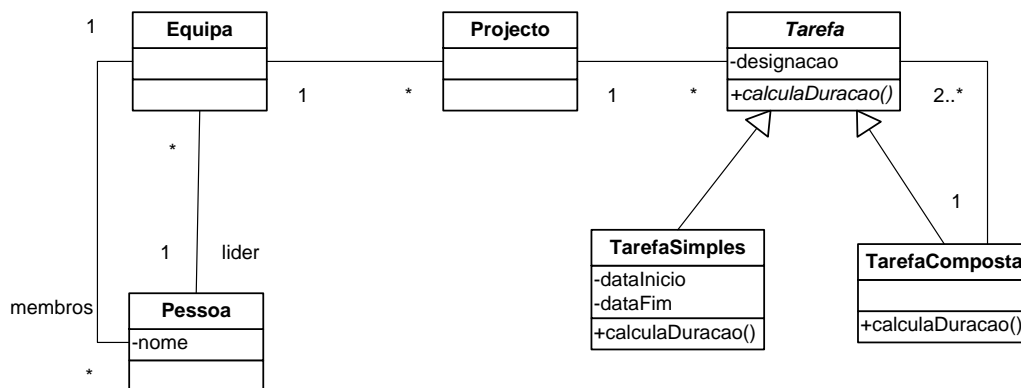 1
Equipa
1
*
Projecto
1
*
Tarefa
-designacao
+calculaDuracao()
2..*
*
1
lider
membros
*
Pessoa
-nome
TarefaSimples
-dataInicio
-dataFim
+calculaDuracao()
1
TarefaComposta
+calculaDuracao()